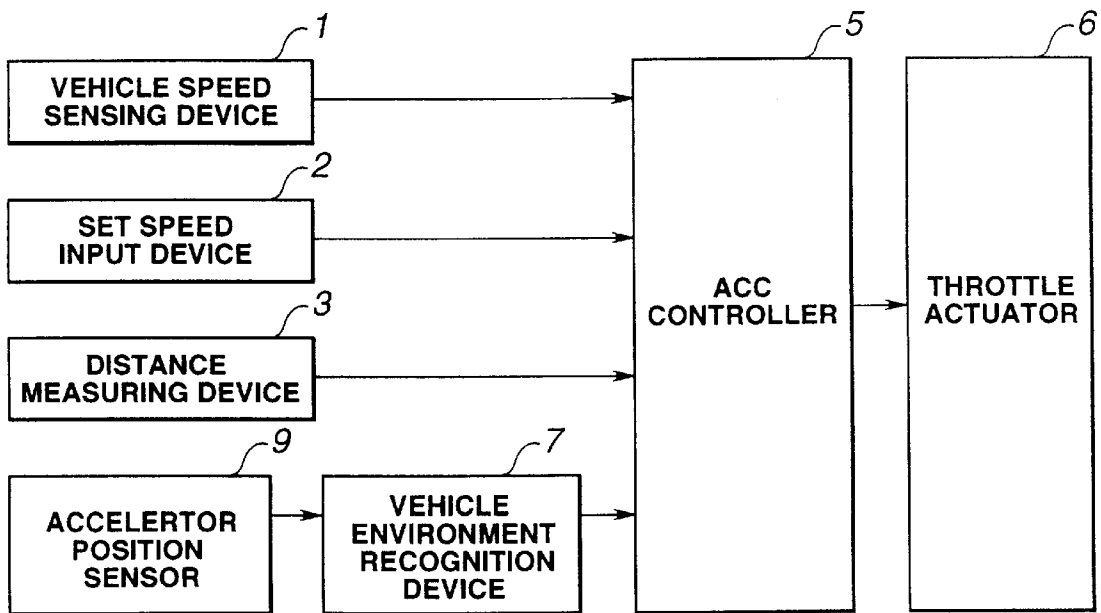 1
VEHICLE SPEED
SENSING DEVICE
2
SET SPEED
INPUT DEVICE
3
DISTANCE
MEASURING DEVICE
9
ACCELERTOR
POSITION
SENSOR
7
VEHICLE
ENVIRONMENT
RECOGNITION
DEVICE
5
ACC
CONTROLLER
6
THROTTLE
ACTUATOR